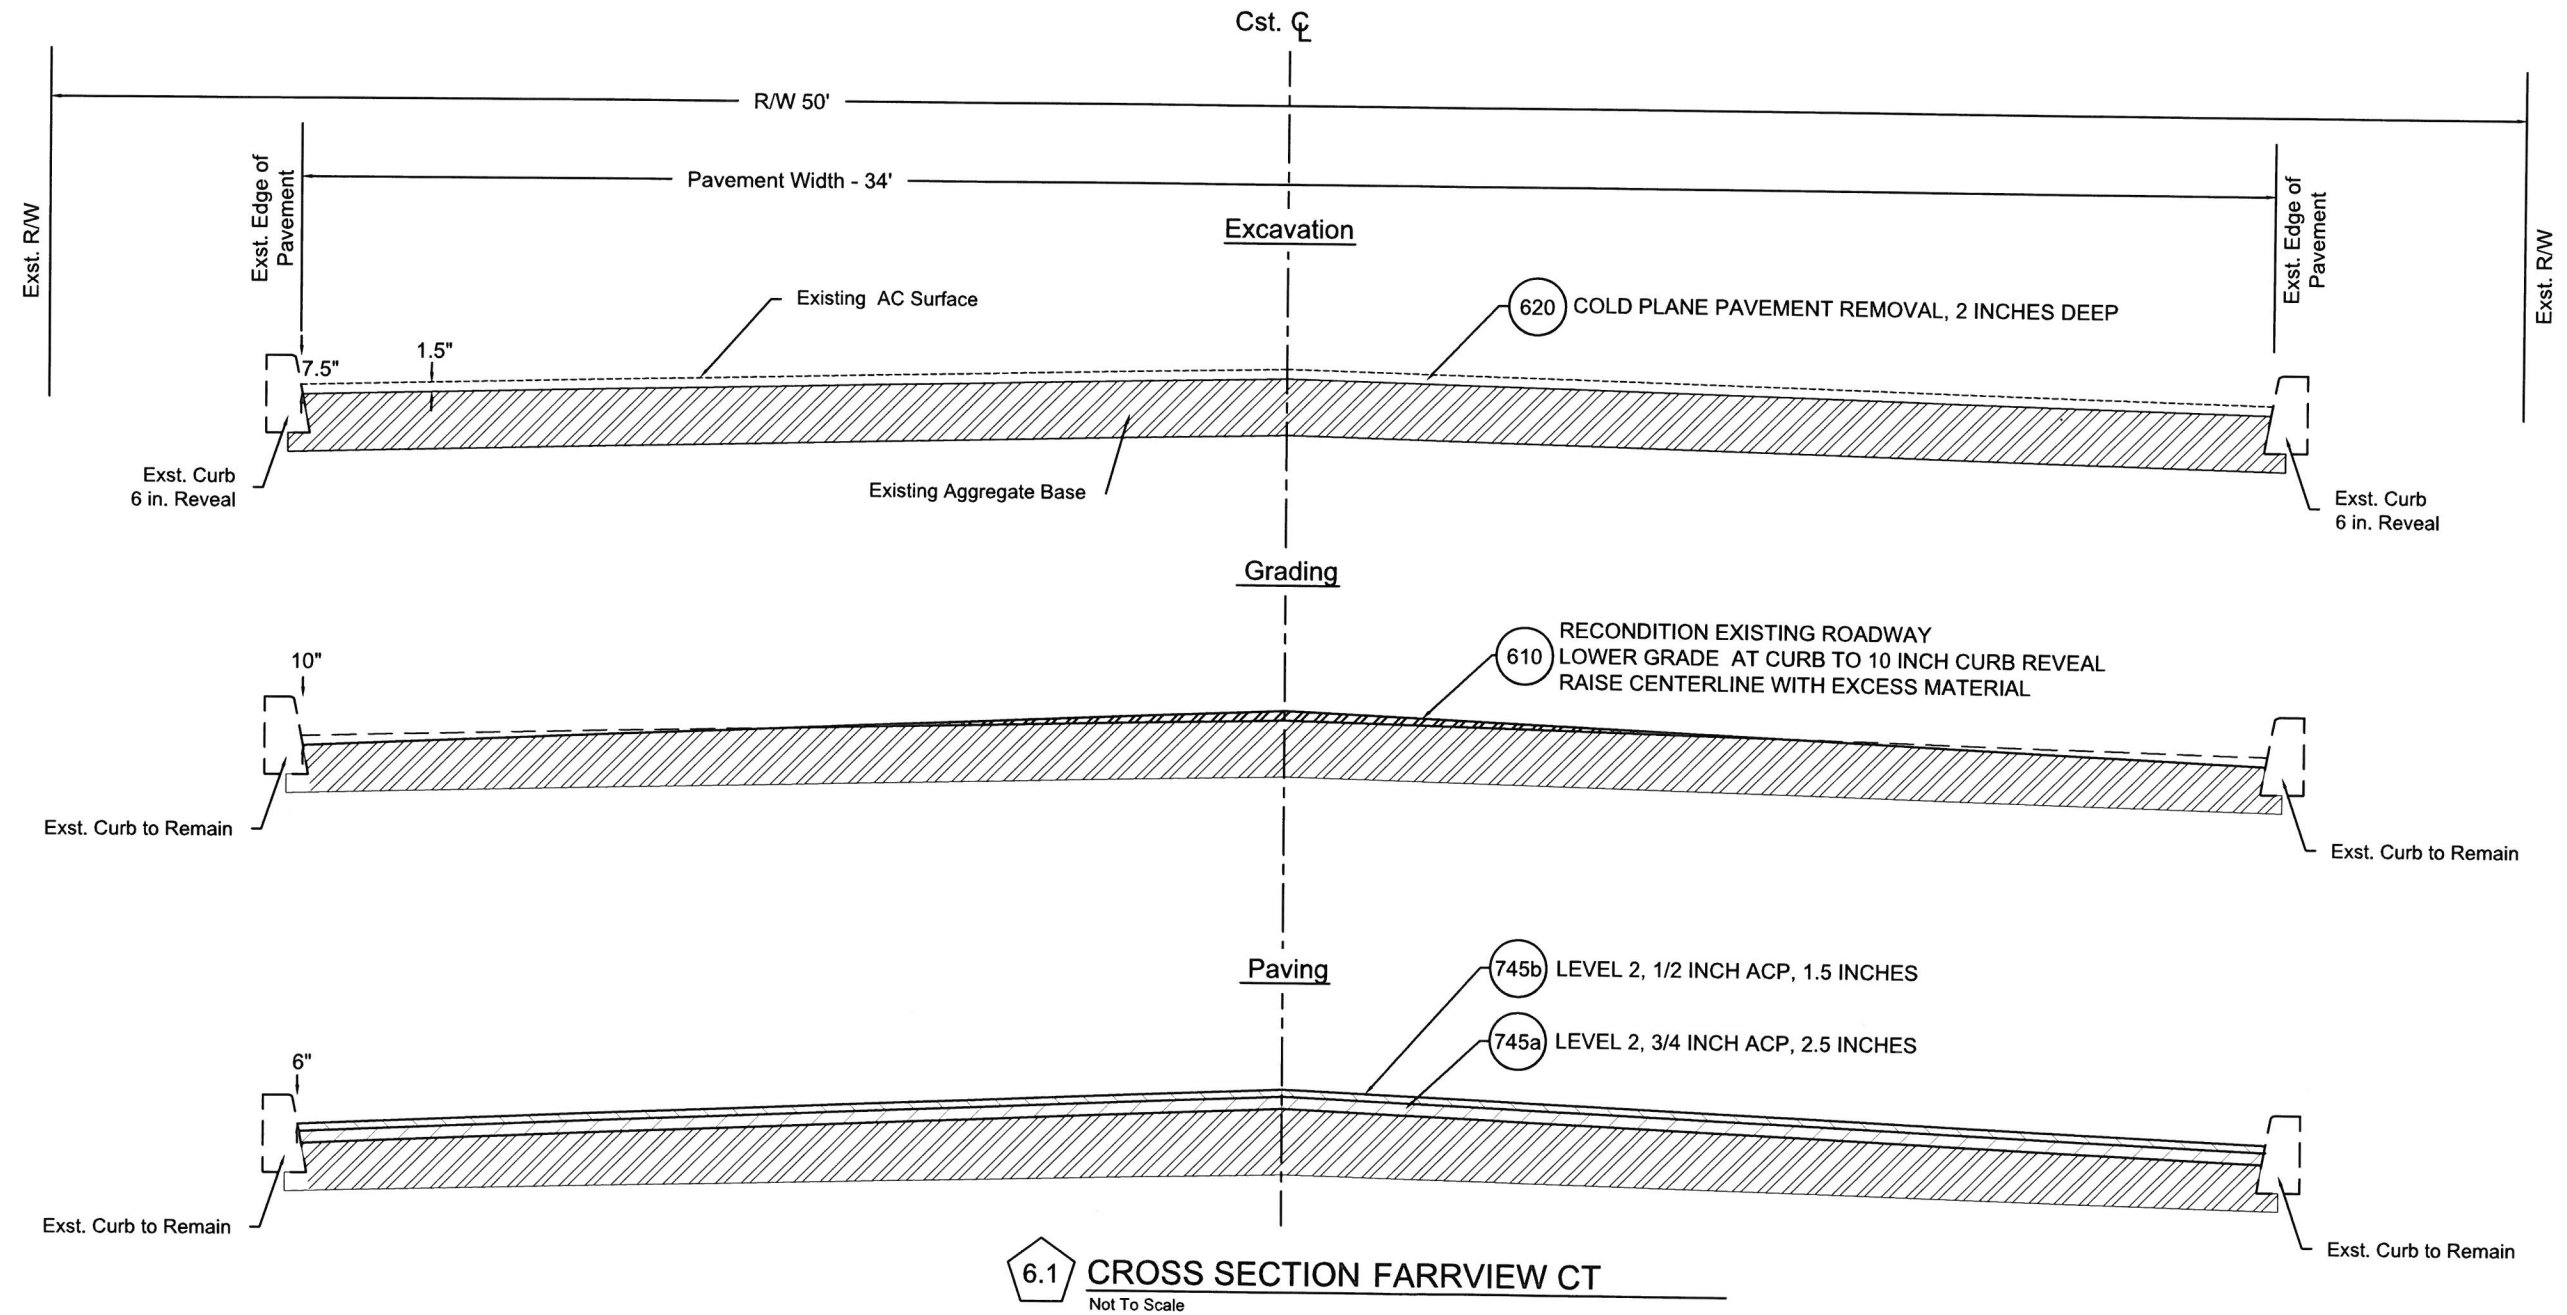 Cst. ℄
R/W 50'
Pavement Width - 34'
Exst. R/W
Exst. Edge of
Pavement
Excavation
Exst. Edge of
Pavement
Exst. R/W
Existing AC Surface
620 COLD PLANE PAVEMENT REMOVAL, 2 INCHES DEEP
7.5"
1.5"
Exst. Curb
6 in. Reveal
Existing Aggregate Base
Exst. Curb
6 in. Reveal
Grading
10"
610
RECONDITION EXISTING ROADWAY
LOWER GRADE AT CURB TO 10 INCH CURB REVEAL
RAISE CENTERLINE WITH EXCESS MATERIAL
Exst. Curb to Remain
Exst. Curb to Remain
Paving
745b LEVEL 2, 1/2 INCH ACP, 1.5 INCHES
745a LEVEL 2, 3/4 INCH ACP, 2.5 INCHES
6"
Exst. Curb to Remain
Exst. Curb to Remain
6.1 CROSS SECTION FARRVIEW CT
Not To Scale